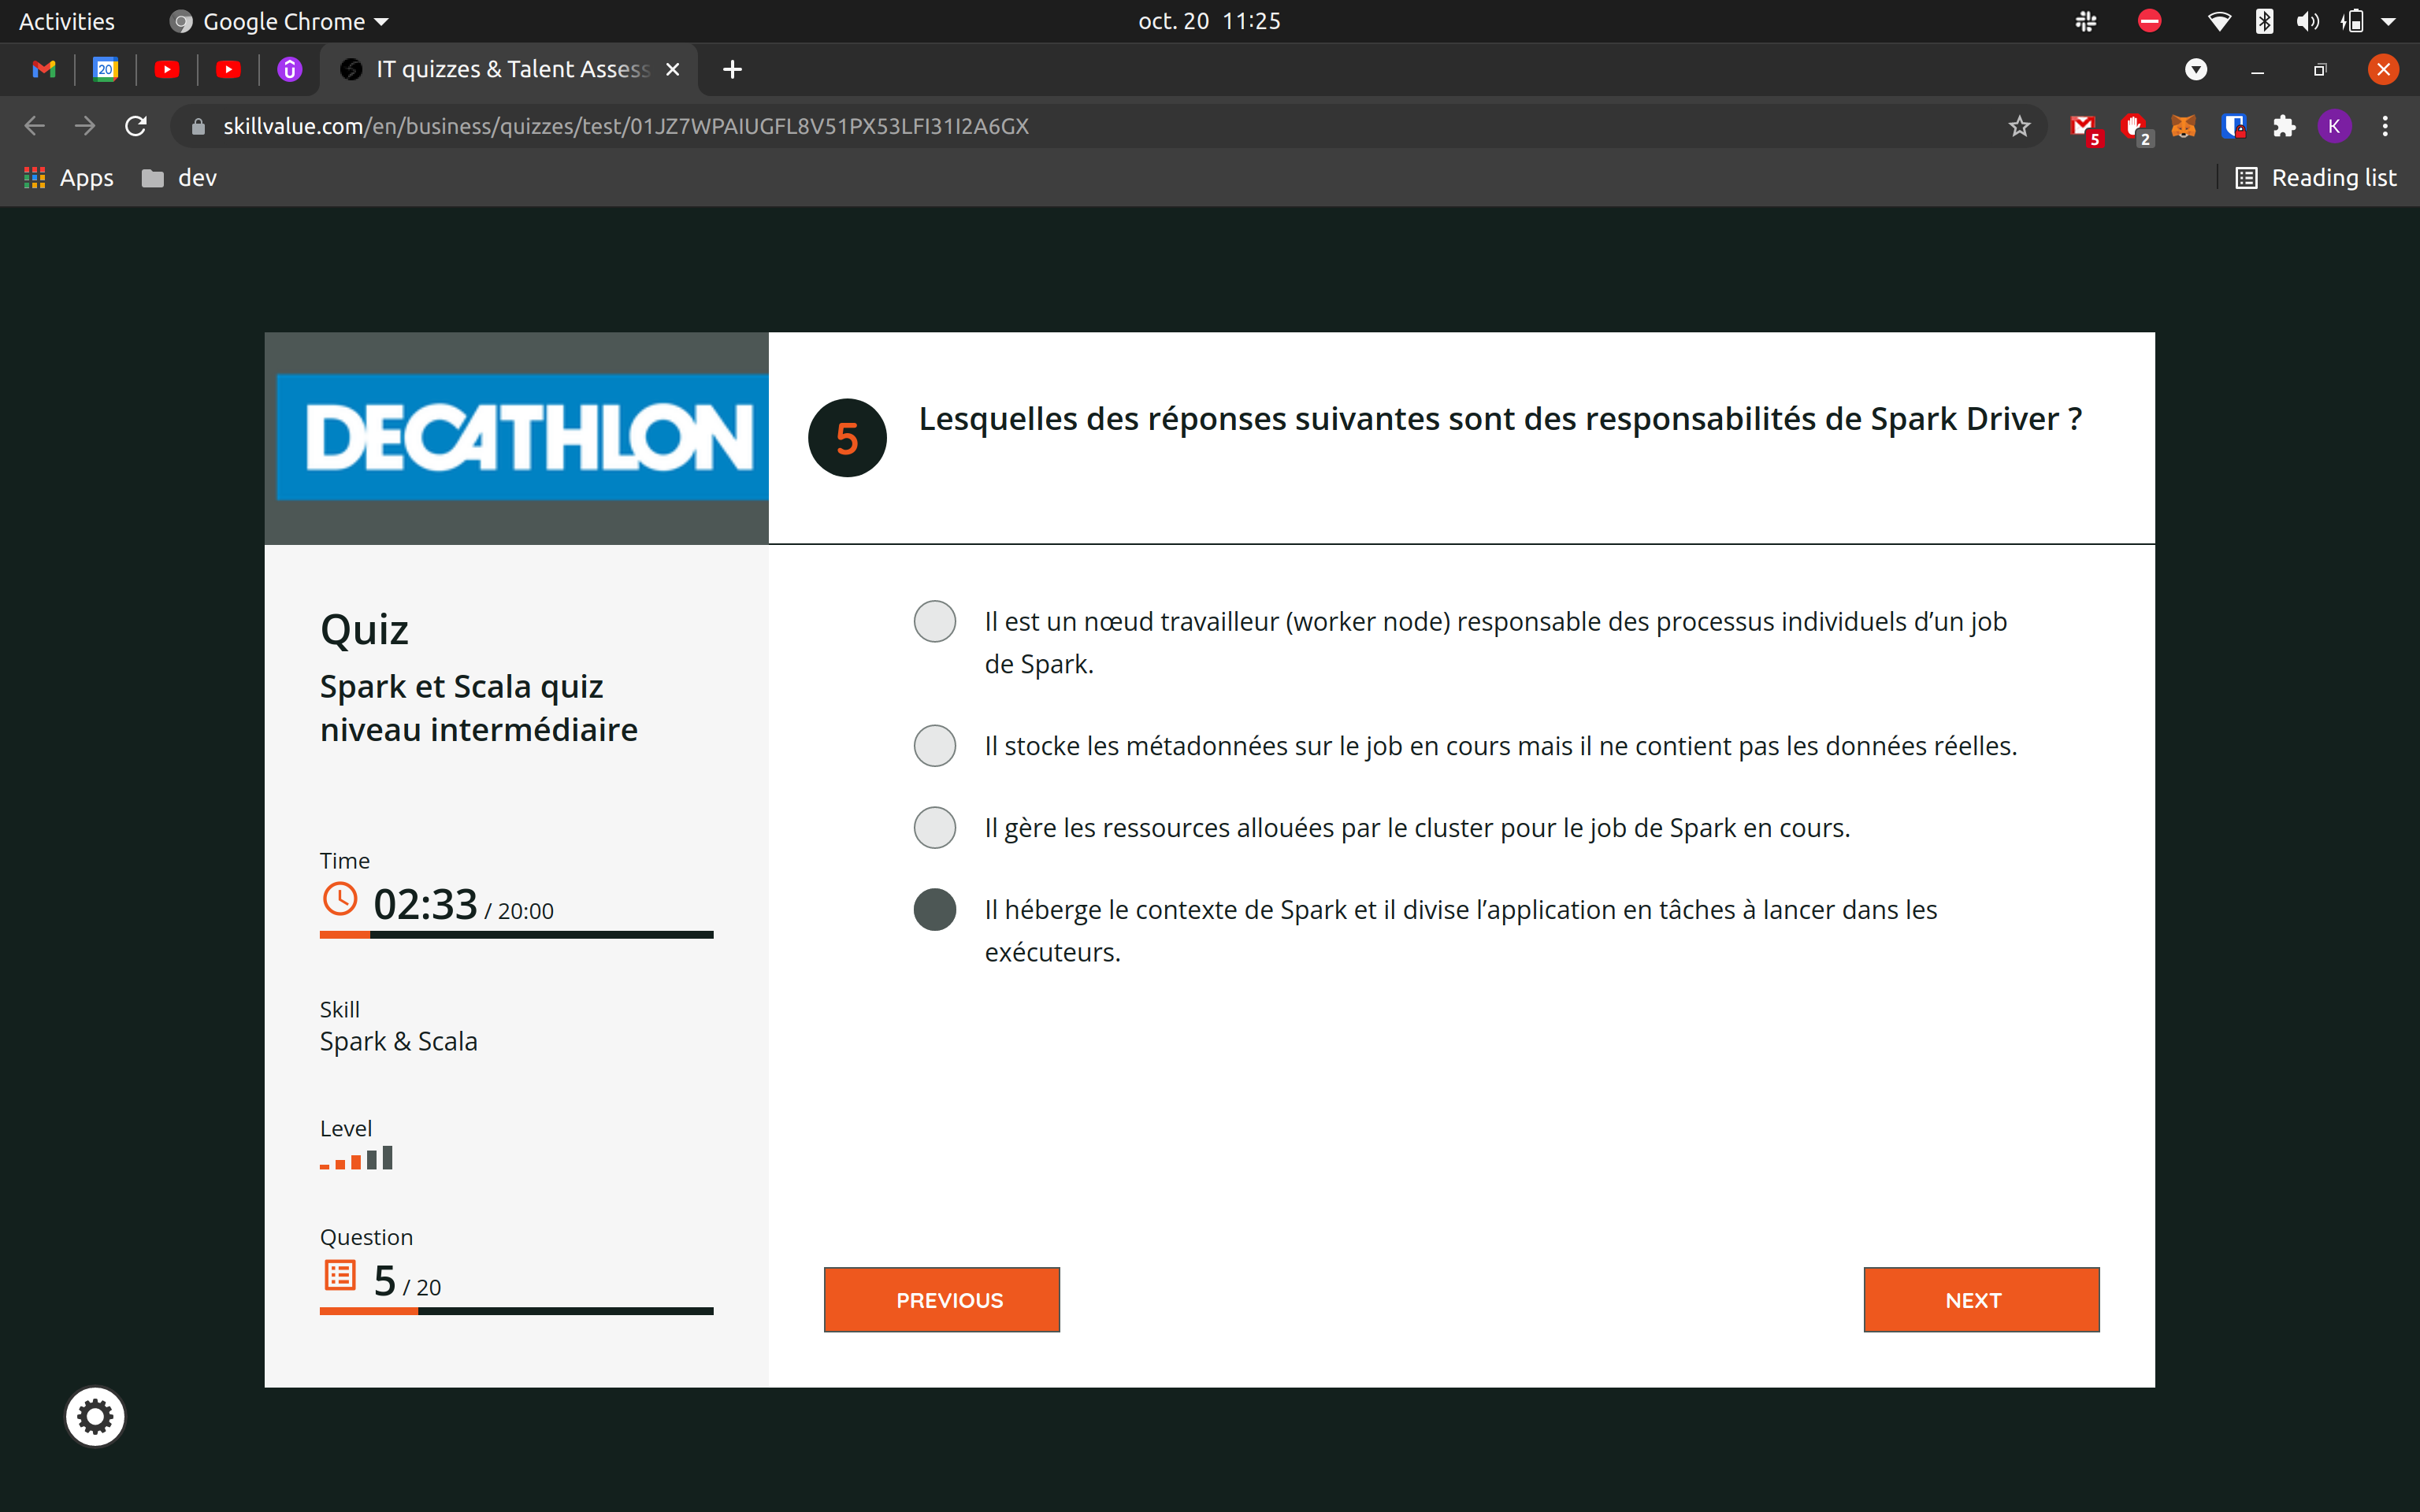 Activities
Google Chrome
oct. 20 11:25
20
IT quizzes & Talent Assess
skillvalue.com/en/business/quizzes/test/01JZ7WPAIUGFL8V51PX53LFI31I2A6GX
5
2
K
Apps
dev
Reading list
DECATHLON
5
Lesquelles des réponses suivantes sont des responsabilités de Spark Driver ?
Quiz
Spark et Scala quiz
niveau intermédiaire
Time
02:33 / 20:00
Skill
Spark & Scala
Level
Question
5 / 20
Il est un nœud travailleur (worker node) responsable des processus individuels d’un job
de Spark.
Il stocke les métadonnées sur le job en cours mais il ne contient pas les données réelles.
Il gère les ressources allouées par le cluster pour le job de Spark en cours.
Il héberge le contexte de Spark et il divise l’application en tâches à lancer dans les
exécuteurs.
PREVIOUS
NEXT